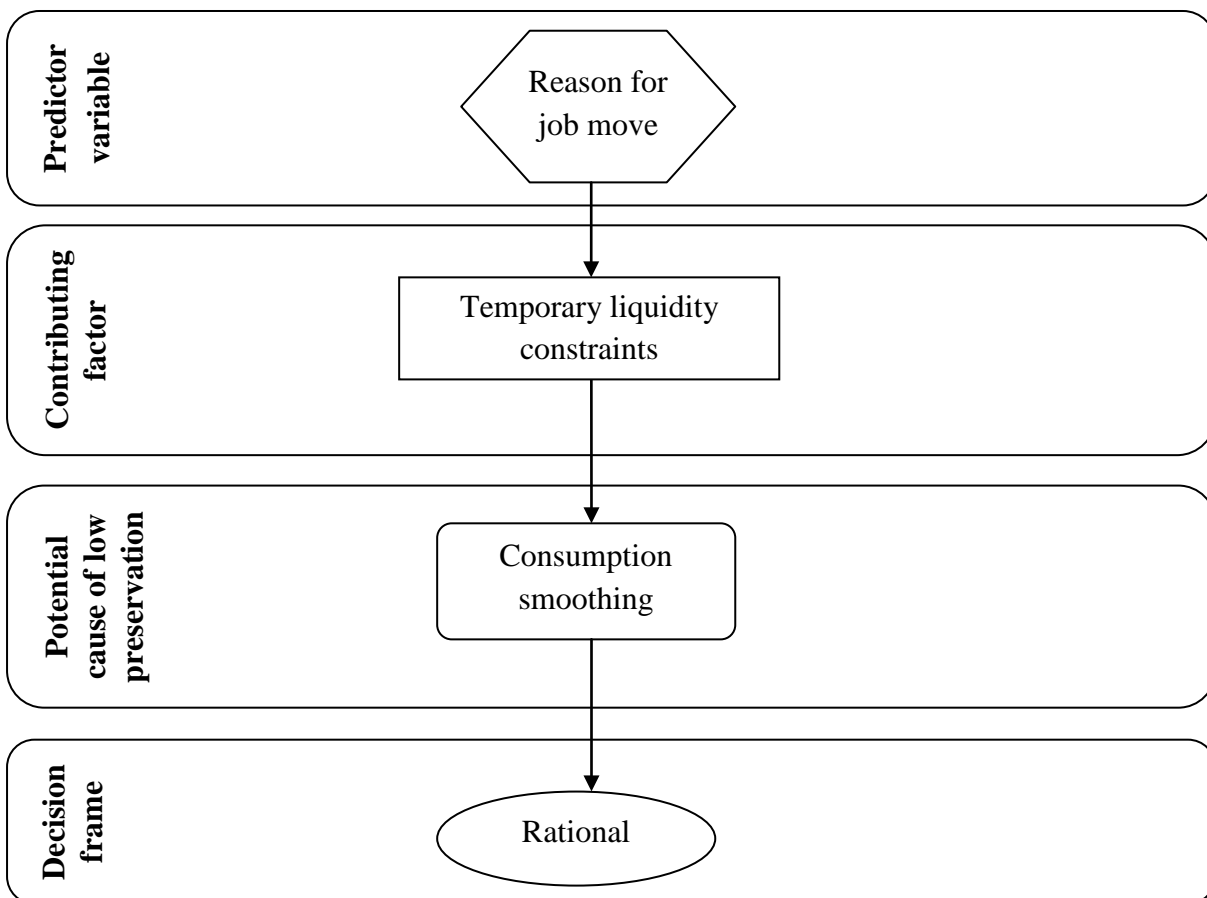 Predictor
variable
Reason for
job move
Contributing
factor
Temporary liquidity
constraints
Potential
cause of low
preservation
Consumption
smoothing
Decision
frame
Rational